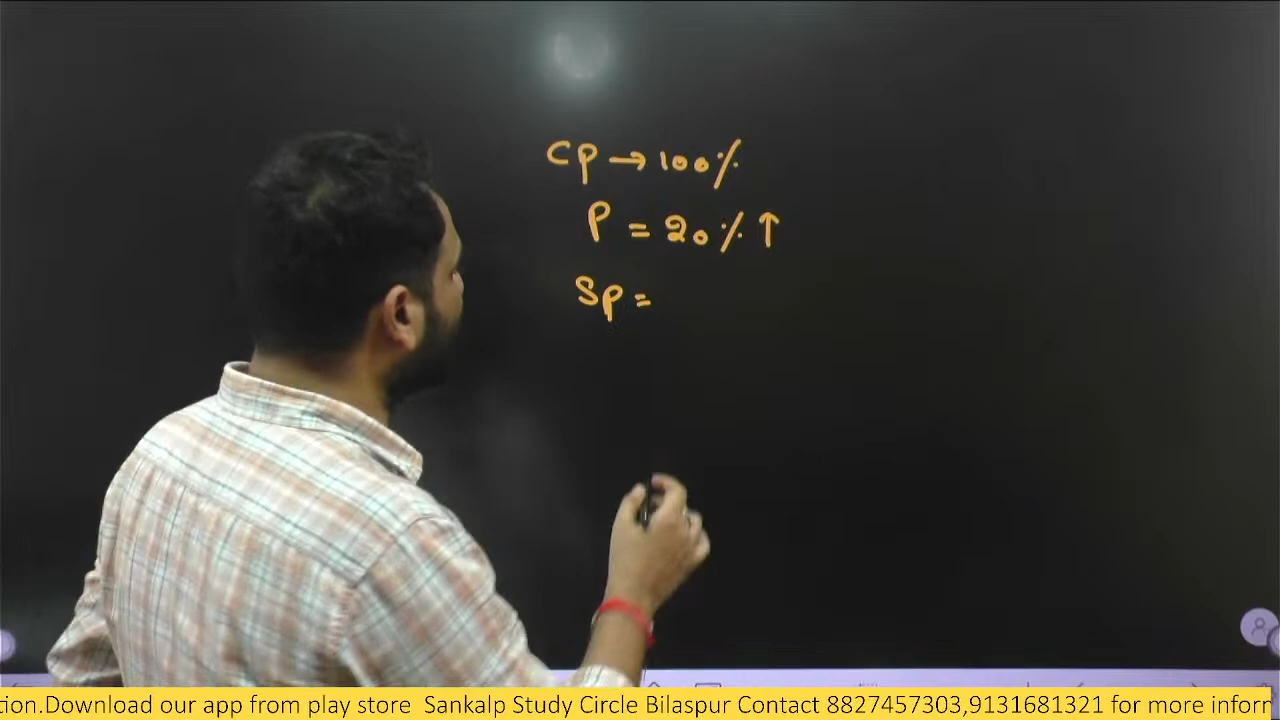 CP → 100%
P = 20% ↑
SP =
tion.Download our app from play store Sankalp Study Circle Bilaspur Contact 8827457303,9131681321 for more inforr